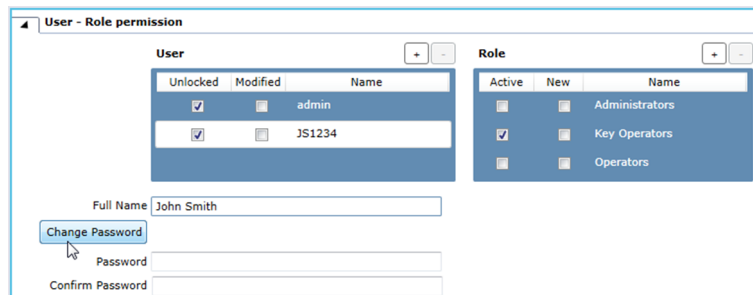 User - Role permission
User + - Role + -
Unlocked Modified Name Active New Name
admin Administrators
JS1234 Key Operators
Operators
Full Name John Smith
Change Password
Password
Confirm Password